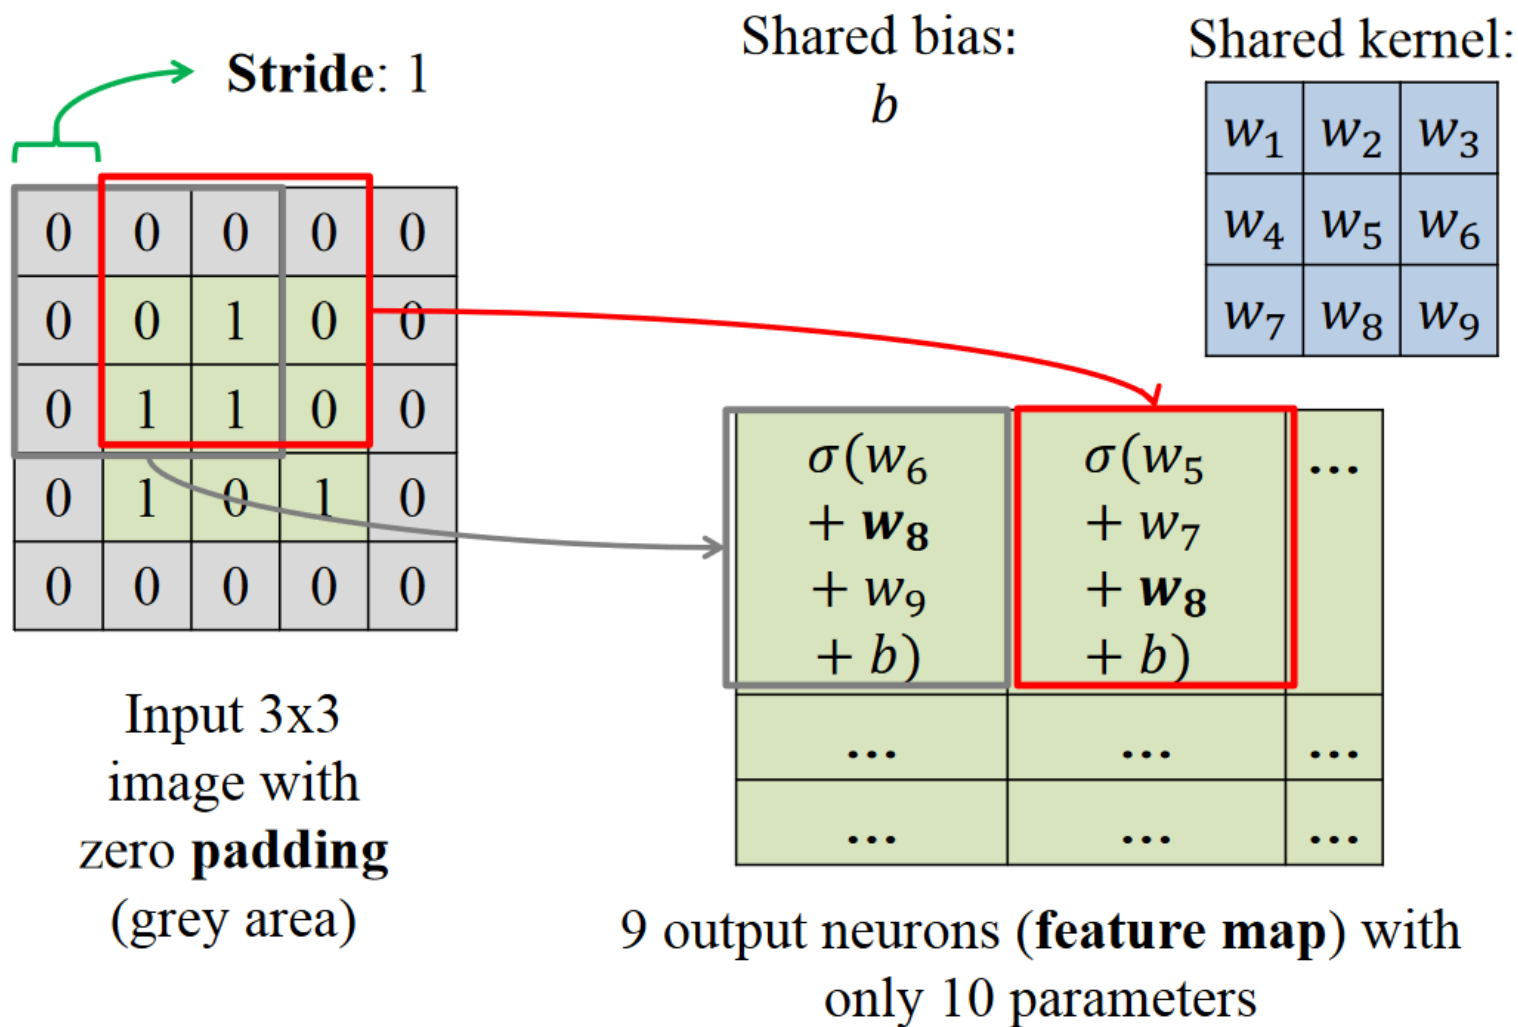 Stride: 1
Shared bias:
b
Shared kernel:
w₁ w₂ w₃
w₄ w₅ w₆
w₇ w₈ w₉
0 0 0 0 0
0 0 1 0 0
0 1 1 0 0
0 1 0 1 0
0 0 0 0 0
Input 3x3
image with
zero padding
(grey area)
σ(w₆
+ w₈
+ w₉
+ b)
σ(w₅
+ w₇
+ w₈
+ b)
...
... ... ...
... ... ...
9 output neurons (feature map) with
only 10 parameters